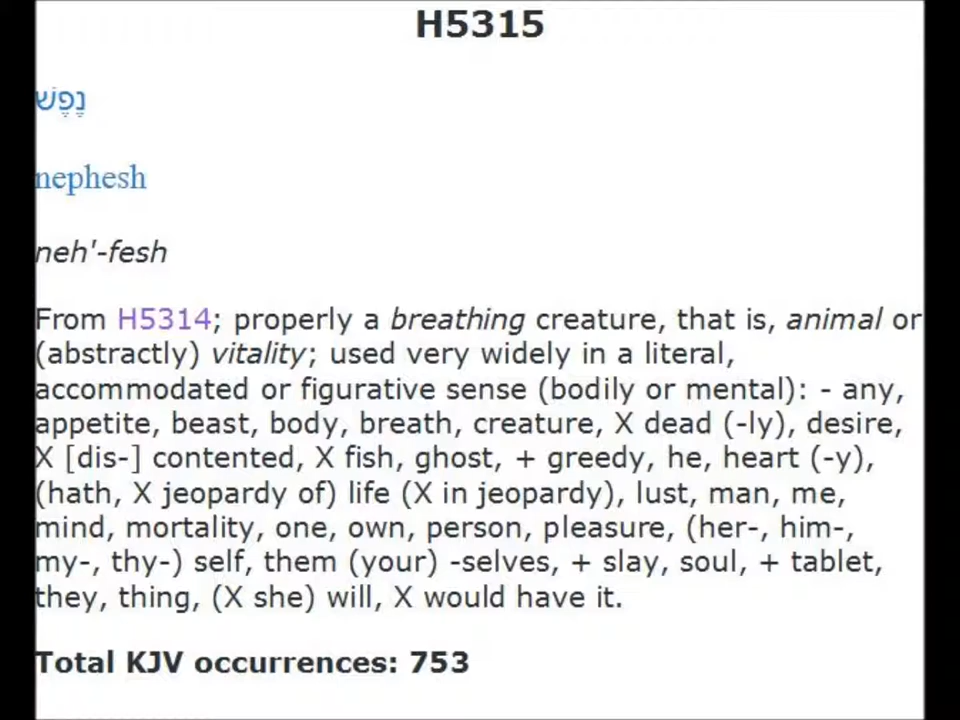 H5315
נֶפֶשׁ
nephesh
neh'-fesh
From H5314; properly a breathing creature, that is, animal or
(abstractly) vitality; used very widely in a literal,
accommodated or figurative sense (bodily or mental): - any,
appetite, beast, body, breath, creature, X dead (-ly), desire,
X [dis-] contented, X fish, ghost, + greedy, he, heart (-y),
(hath, X jeopardy of) life (X in jeopardy), lust, man, me,
mind, mortality, one, own, person, pleasure, (her-, him-,
my-, thy-) self, them (your) -selves, + slay, soul, + tablet,
they, thing, (X she) will, X would have it.
Total KJV occurrences: 753